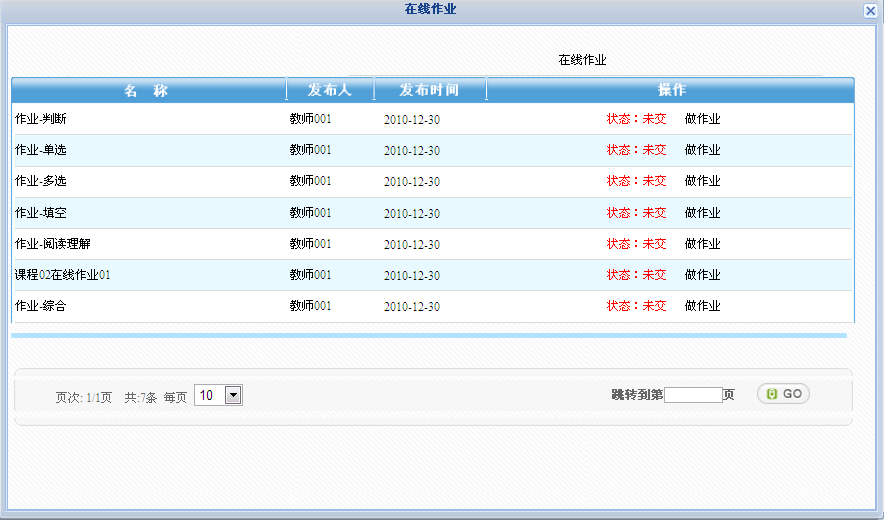 在线作业
在线作业
名 称 发布人 发布时间 操作
作业-判断 教师001 2010-12-30 状态：未交 做作业
作业-单选 教师001 2010-12-30 状态：未交 做作业
作业-多选 教师001 2010-12-30 状态：未交 做作业
作业-填空 教师001 2010-12-30 状态：未交 做作业
作业-阅读理解 教师001 2010-12-30 状态：未交 做作业
课程02在线作业01 教师001 2010-12-30 状态：未交 做作业
作业-综合 教师001 2010-12-30 状态：未交 做作业
页次: 1/1页 共:7条 每页 10 跳转到第 页 GO